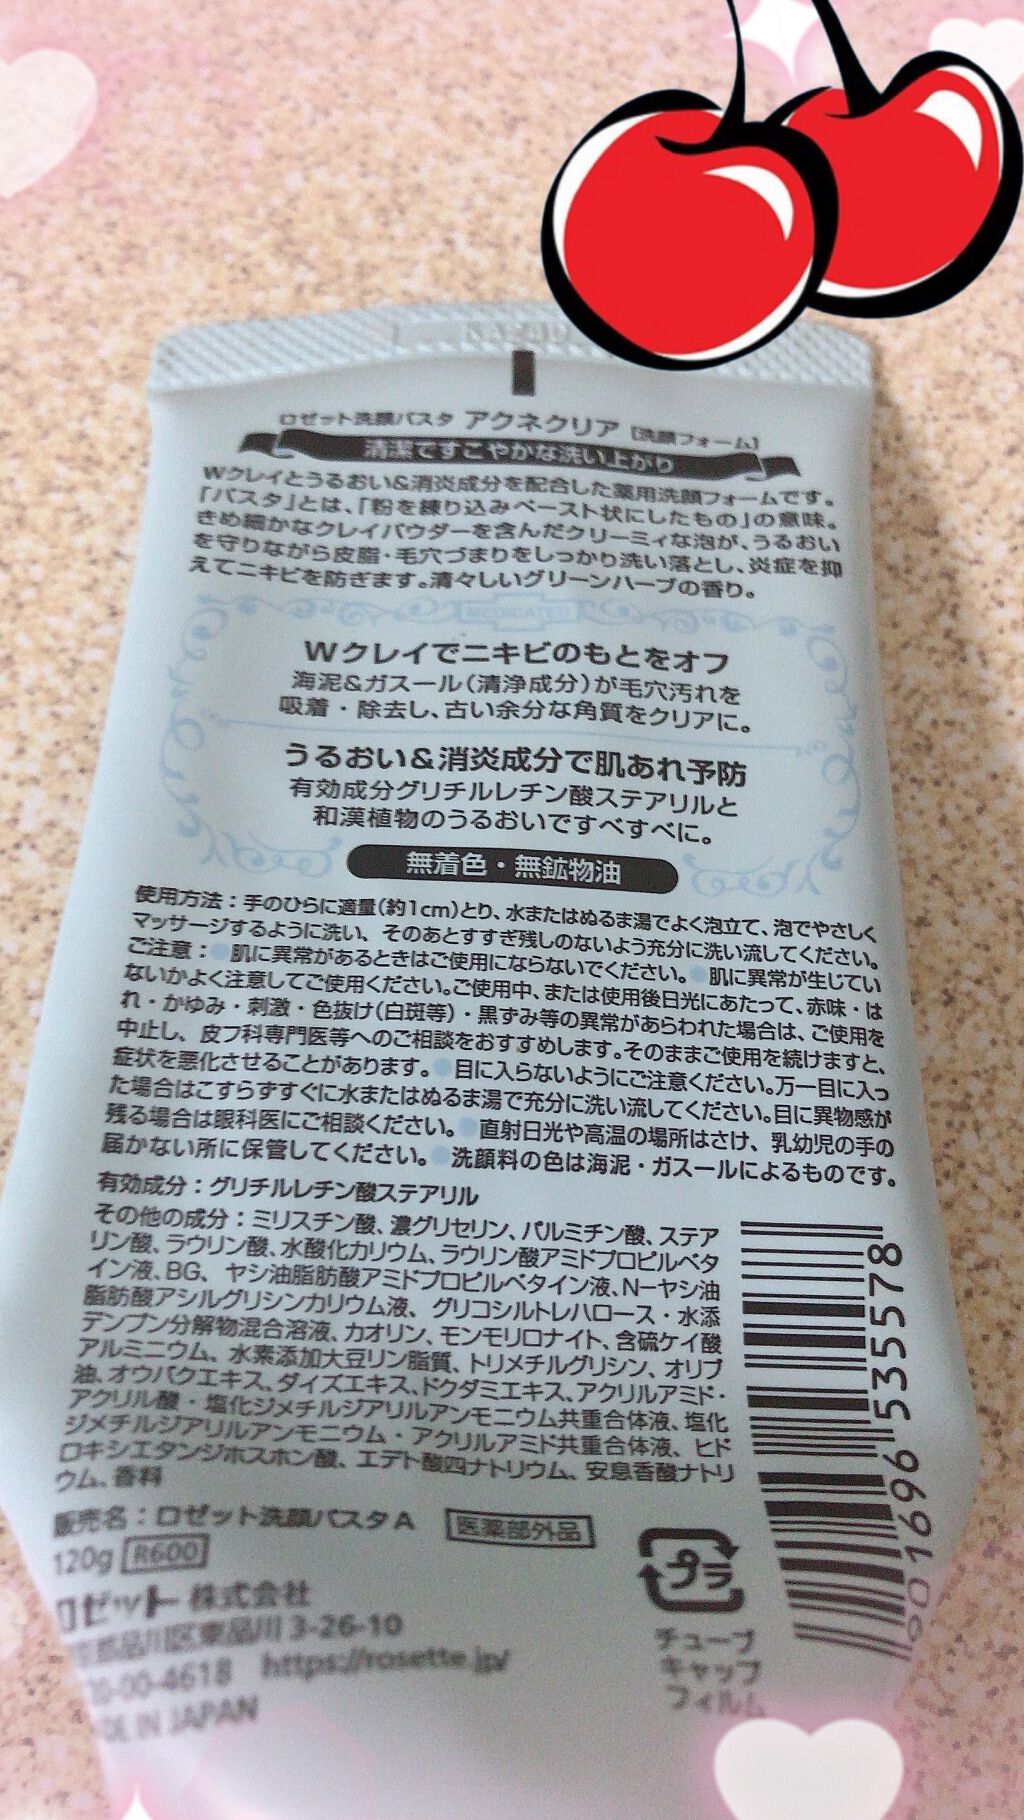 ロゼット洗顔パスタ アクネクリア [洗顔フォーム]
清潔ですこやかな洗い上がり
Wクレイとうるおい&消炎成分を配合した薬用洗顔フォームです。
「パスタ」とは、「粉を練り込みペースト状にしたもの」の意味。
きめ細かなクレイパウダーを含んだクリーミィな泡が、うるおい
を守りながら皮脂・毛穴づまりをしっかり洗い落とし、炎症を抑
えてニキビを防ぎます。清々しいグリーンハーブの香り。
MEDICATED
Wクレイでニキビのもとをオフ
海泥&ガスール(清浄成分)が毛穴汚れを
吸着・除去し、古い余分な角質をクリアに。
うるおい&消炎成分で肌あれ予防
有効成分グリチルレチン酸ステアリルと
和漢植物のうるおいですべすべに。
無着色・無鉱物油
使用方法:手のひらに適量(約1cm)とり、水またはぬるま湯でよく泡立て、泡でやさしく
マッサージするように洗い、そのあとすすぎ残しのないよう充分に洗い流してください。
ご注意:●肌に異常があるときはご使用にならないでください。●肌に異常が生じてい
ないかよく注意してご使用ください。ご使用中、または使用後日光にあたって、赤味・は
れ・かゆみ・刺激・色抜け(白斑等)・黒ずみ等の異常があらわれた場合は、ご使用を
中止し、皮フ科専門医等へのご相談をおすすめします。そのままご使用を続けますと、
症状を悪化させることがあります。●目に入らないようにご注意ください。万一目に入っ
た場合はこすらずすぐに水またはぬるま湯で充分に洗い流してください。目に異物感が
残る場合は眼科医にご相談ください。●直射日光や高温の場所はさけ、乳幼児の手の
届かない所に保管してください。●洗顔料の色は海泥・ガスールによるものです。
有効成分:グリチルレチン酸ステアリル
その他の成分:ミリスチン酸、濃グリセリン、パルミチン酸、ステア
リン酸、ラウリン酸、水酸化カリウム、ラウリン酸アミドプロピルベタ
イン液、BG、ヤシ油脂肪酸アミドプロピルベタイン液、N−ヤシ油
脂肪酸アシルグリシンカリウム液、グリコシルトレハロース・水添
デンプン分解物混合溶液、カオリン、モンモリロナイト、含硫ケイ酸
アルミニウム、水素添加大豆リン脂質、トリメチルグリシン、オリブ
油、オウバクエキス、ダイズエキス、ドクダミエキス、アクリルアミド・
アクリル酸・塩化ジメチルジアリルアンモニウム共重合体液、塩化
ジメチルジアリルアンモニウム・アクリルアミド共重合体液、ヒド
ロキシエタンジホスホン酸、エデト酸四ナトリウム、安息香酸ナトリ
ウム、香料
販売名:ロゼット洗顔パスタA 医薬部外品
120g R600
ロゼット 株式会社
京都品川区東品川 3-26-10
20-00-4618 https://rosette.jp/
DE IN JAPAN
プラ
チューブ
キャップ
フィルム
901696 535578